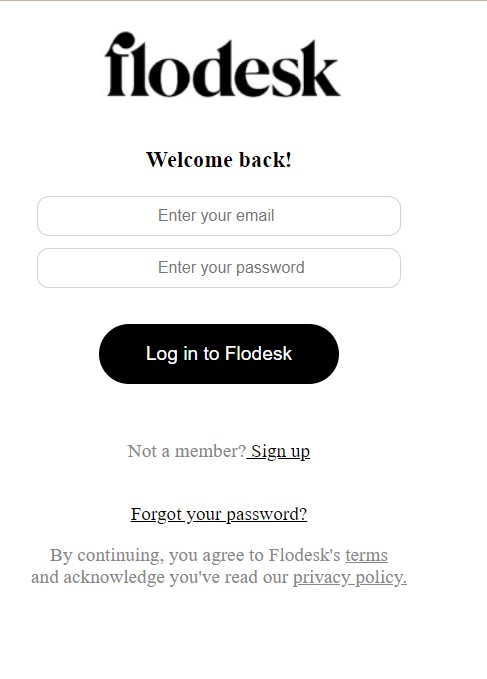 flodesk
Welcome back!
Enter your email
Enter your password
Log in to Flodesk
Not a member? Sign up
Forgot your password?
By continuing, you agree to Flodesk's terms
and acknowledge you've read our privacy policy.